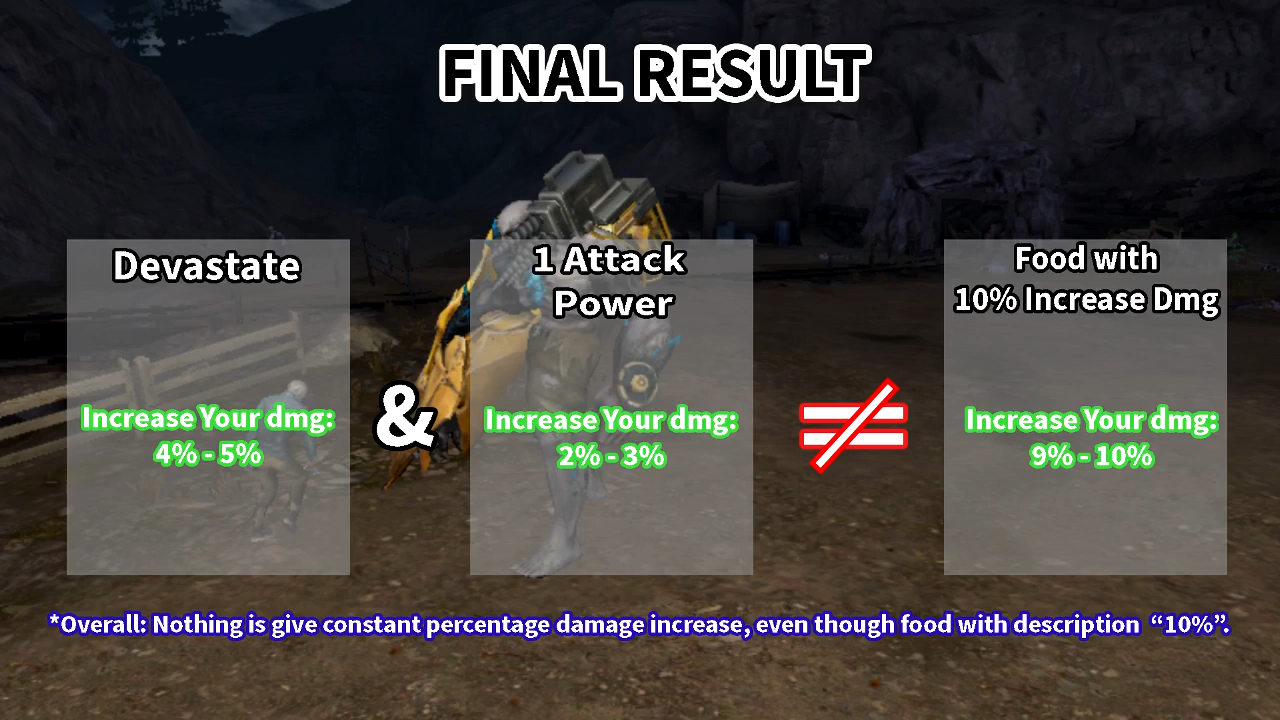 FINAL RESULT
Devastate
Increase Your dmg:
4% - 5%
&
1 Attack
Power
Increase Your dmg:
2% - 3%
≠
Food with
10% Increase Dmg
Increase Your dmg:
9% - 10%
*Overall: Nothing is give constant percentage damage increase, even though food with description “10%”.